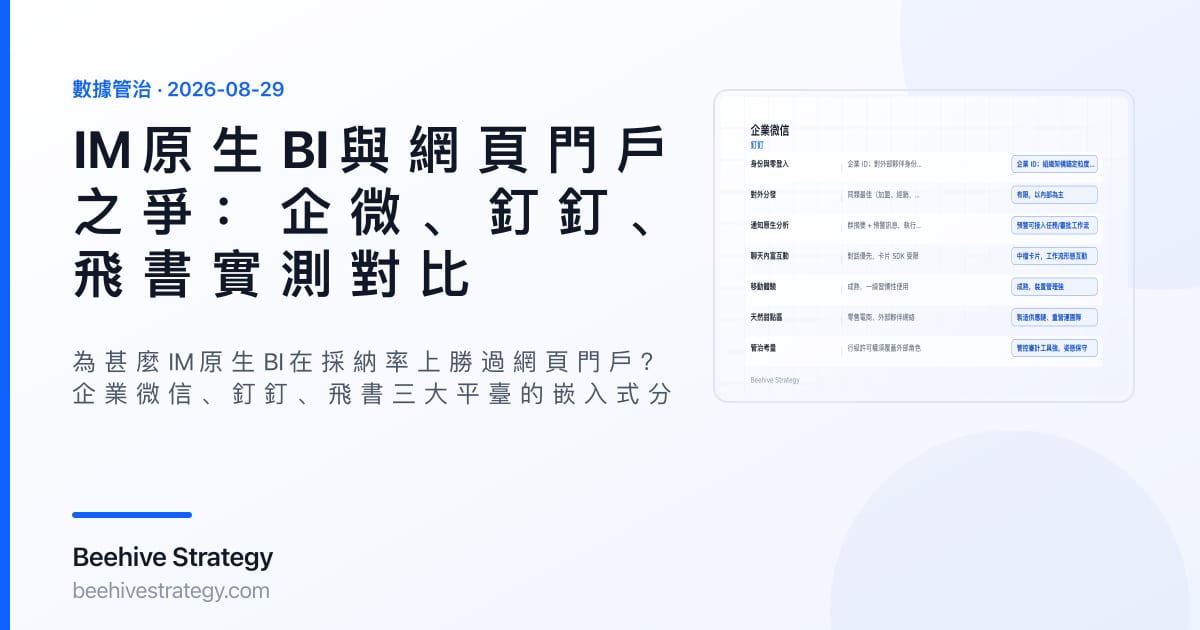 數據管治 · 2026-08-29
IM原生BI與網頁門戶
之爭：企微、釘釘、
飛書實測對比
為甚麼IM原生BI在採納率上勝過網頁門戶？
企業微信、釘釘、飛書三大平臺的嵌入式分
Beehive Strategy
beehivestrategy.com
企業微信
釘釘
身份與零登入 企業 ID：對外部夥伴身份... 企業 ID：組織架構錨定粒度...
對外分發 同類最佳（加盟、經銷、... 有限，以內部為主
通知原生分析 群摘要 + 預警訊息、執行... 預警可接入任務/審批工作流
聊天內富互動 對話優先、卡片 SDK 受限 中檔卡片，工作流形態互動
移動體驗 成熟，一線習慣性使用 成熟，裝置管理強
天然甜點區 零售電商、外部夥伴網絡 製造供應鏈、重營運團隊
管治考量 行級許可權須覆蓋外部角色 管控審計工具強，姿態保守
Beehive Strategy